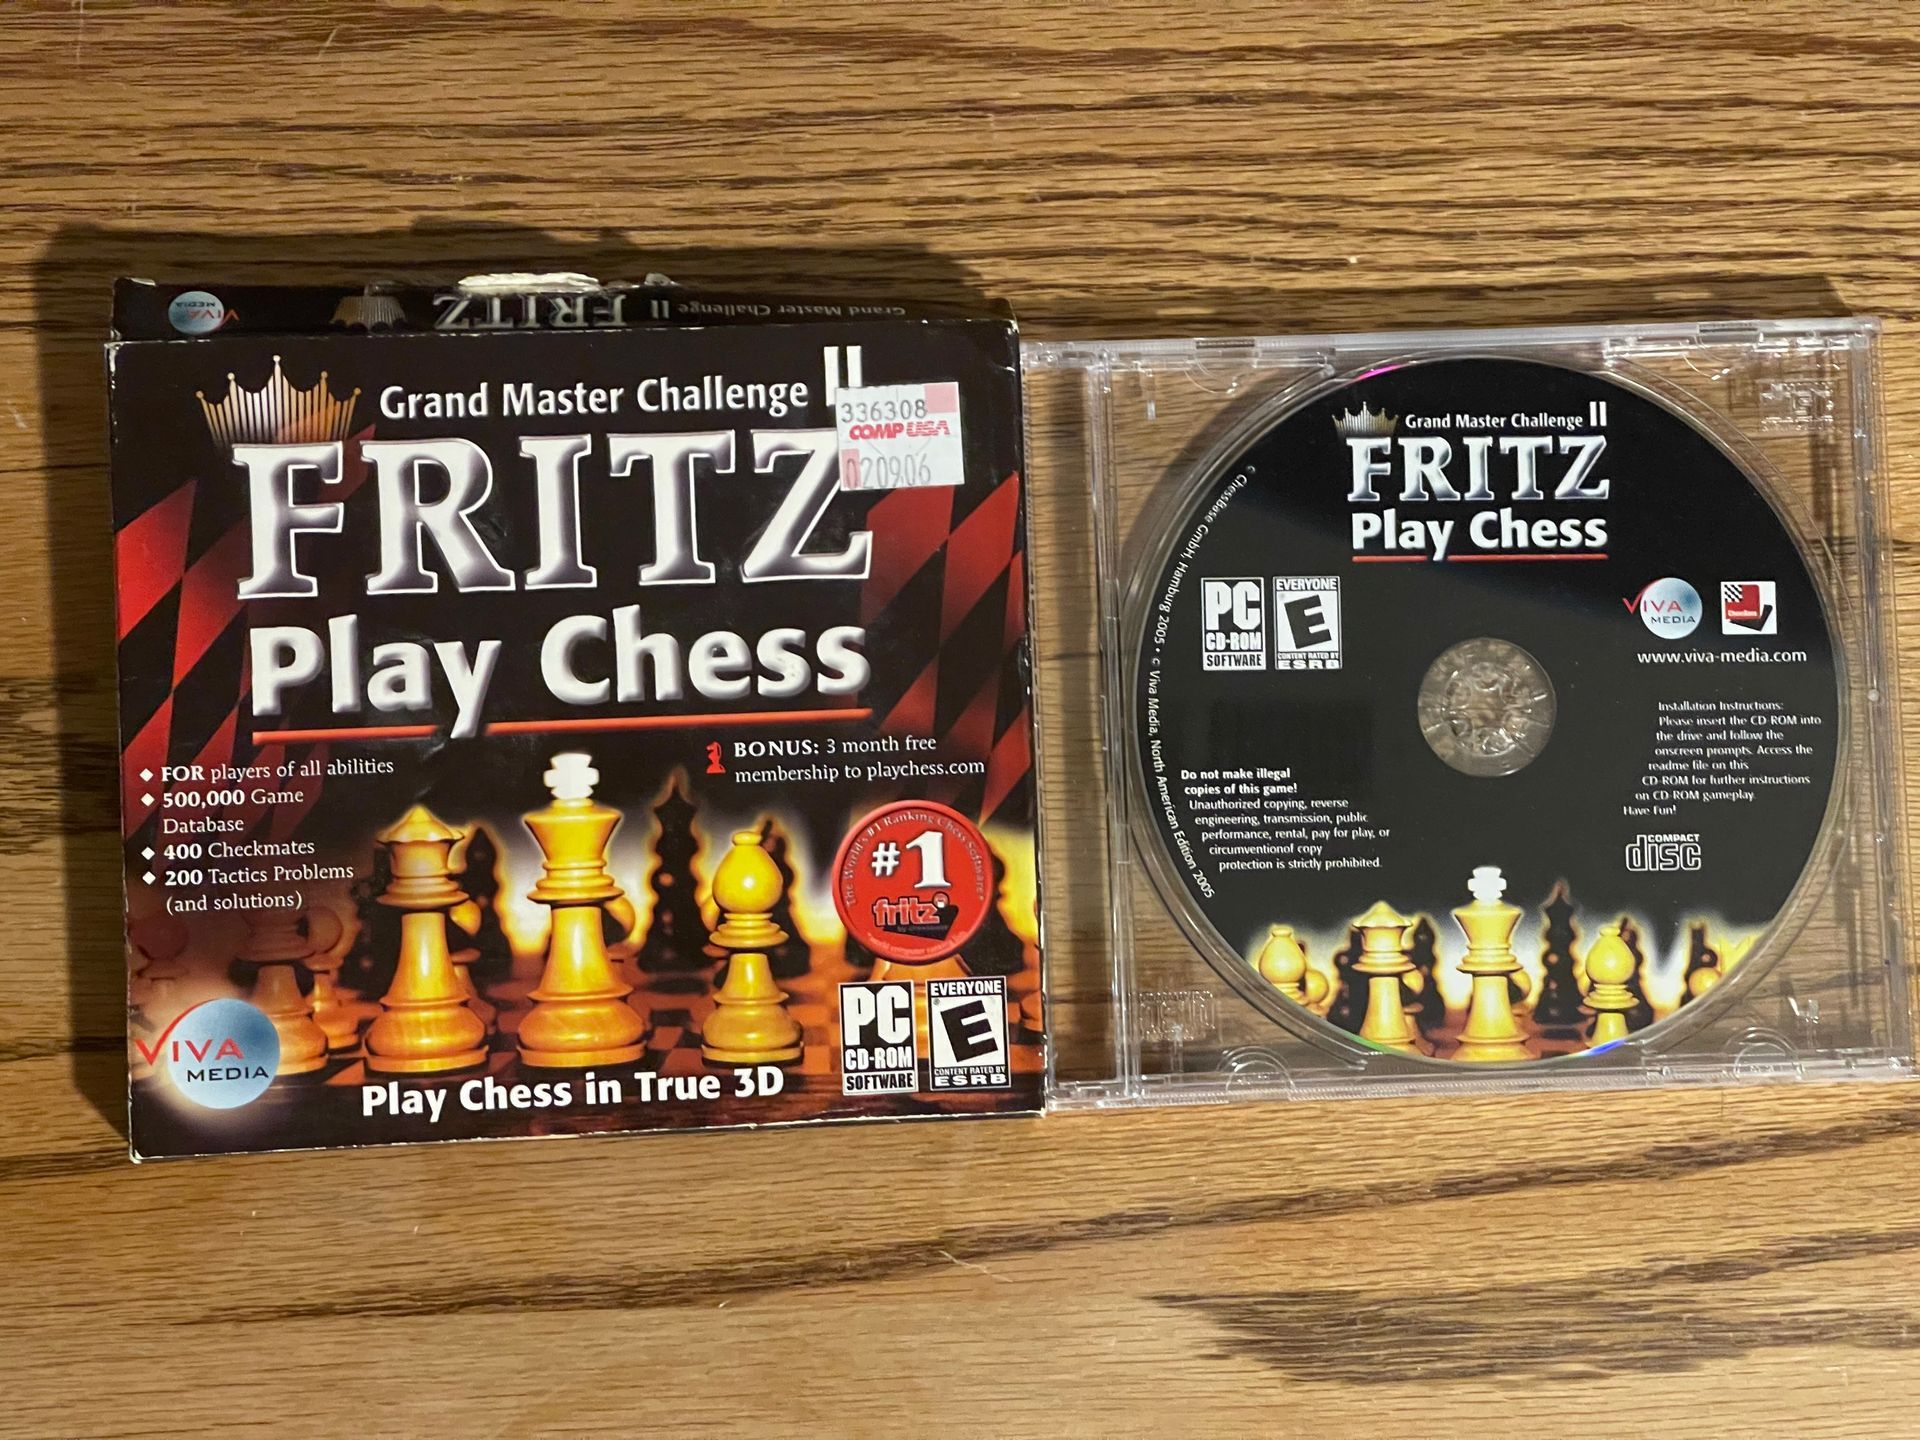 VIVA
MEDIA
FRITZ
Grand Master Challenge II
Grand Master Challenge II
336308
COMPUSA
020906
FRITZ
Play Chess
BONUS: 3 month free
membership to playchess.com
◆ FOR players of all abilities
◆ 500,000 Game
Database
◆ 400 Checkmates
◆ 200 Tactics Problems
(and solutions)
The World's #1 Ranking Chess Software*
#1
fritz
by chessbase
VIVA
MEDIA
Play Chess in True 3D
PC
CD-ROM
SOFTWARE
EVERYONE
E
CONTENT RATED BY
ESRB
Grand Master Challenge II
FRITZ
Play Chess
© ChessBase GmbH, Hamburg 2005 • © Viva Media, North American Edition 2005
PC
CD-ROM
SOFTWARE
EVERYONE
E
CONTENT RATED BY
ESRB
VIVA
MEDIA
ChessBase
www.viva-media.com
Installation Instructions:
Please insert the CD-ROM into
the drive and follow the
onscreen prompts. Access the
readme file on this
CD-ROM for further instructions
on CD-ROM gameplay.
Have Fun!
Do not make illegal
copies of this game!
Unauthorized copying, reverse
engineering, transmission, public
performance, rental, pay for play, or
circumventionof copy
protection is strictly prohibited.
COMPACT
disc